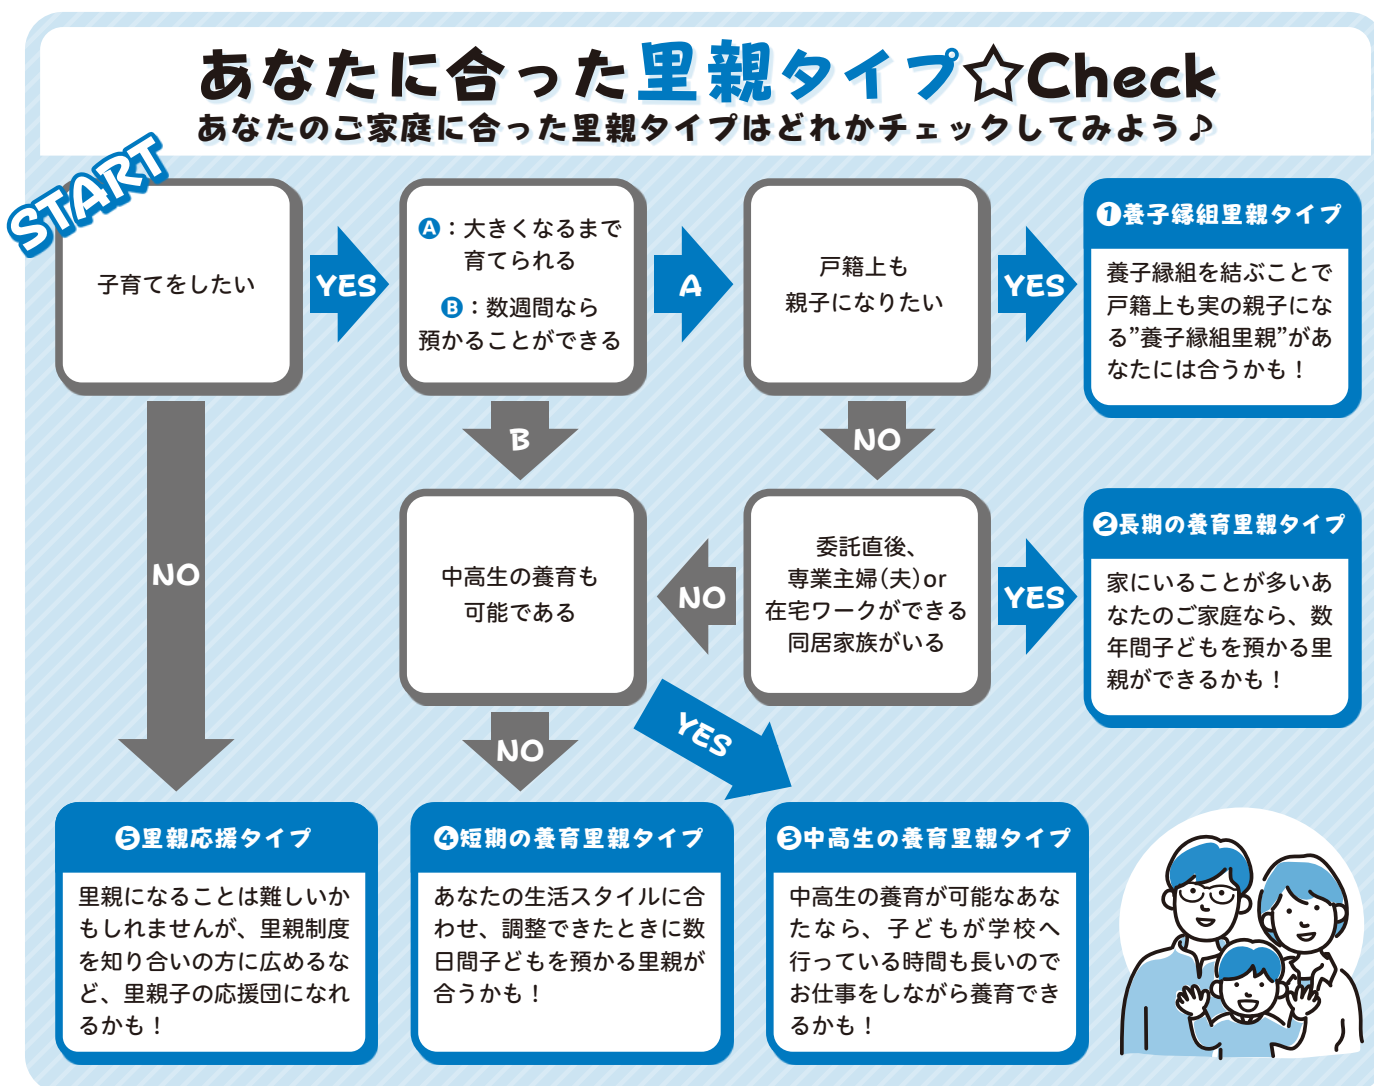 あなたに合った里親タイプ☆Check
あなたのご家庭に合った里親タイプはどれかチェックしてみよう♪
START
子育てをしたい
YES
A：大きくなるまで
育てられる
B：数週間なら
預かることができる
A
戸籍上も
親子になりたい
YES
❶養子縁組里親タイプ
養子縁組を結ぶことで
戸籍上も実の親子にな
る”養子縁組里親”があ
なたには合うかも！
B
NO
NO
中高生の養育も
可能である
NO
委託直後、
専業主婦(夫)or
在宅ワークができる
同居家族がいる
YES
❷長期の養育里親タイプ
家にいることが多いあ
なたのご家庭なら、数
年間子どもを預かる里
親ができるかも！
NO
YES
❺里親応援タイプ
里親になることは難しいか
もしれませんが、里親制度
を知り合いの方に広めるな
ど、里親子の応援団になれ
るかも！
❹短期の養育里親タイプ
あなたの生活スタイルに合
わせ、調整できたときに数
日間子どもを預かる里親が
合うかも！
❸中高生の養育里親タイプ
中高生の養育が可能なあな
たなら、子どもが学校へ
行っている時間も長いので
お仕事をしながら養育でき
るかも！